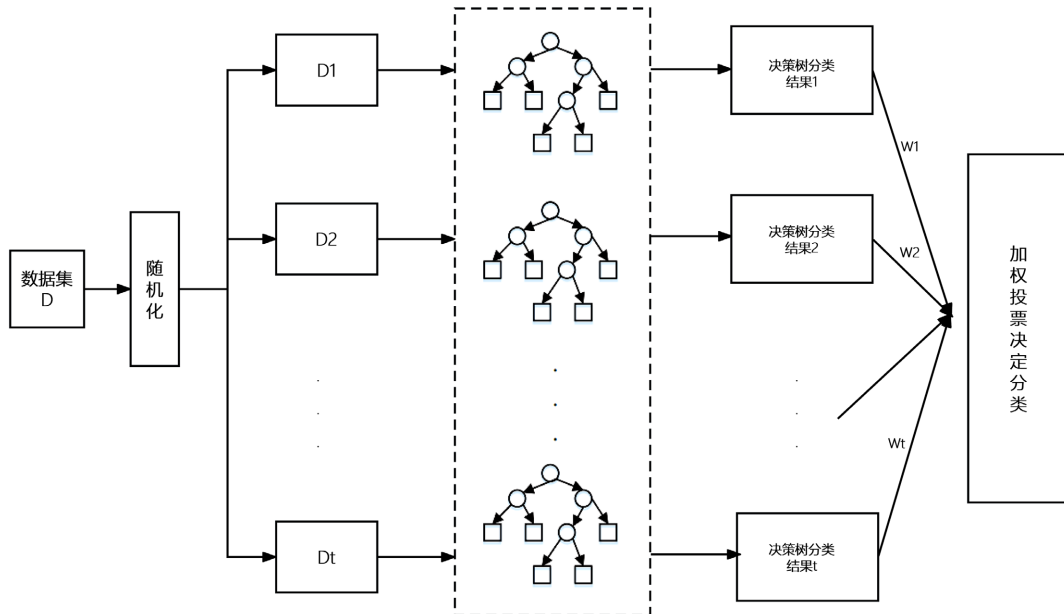 数据集
D
随
机
化
D1
D2
Dt
决策树分类
结果1
决策树分类
结果2
决策树分类
结果t
W1
W2
Wt
加
权
投
票
决
定
分
类